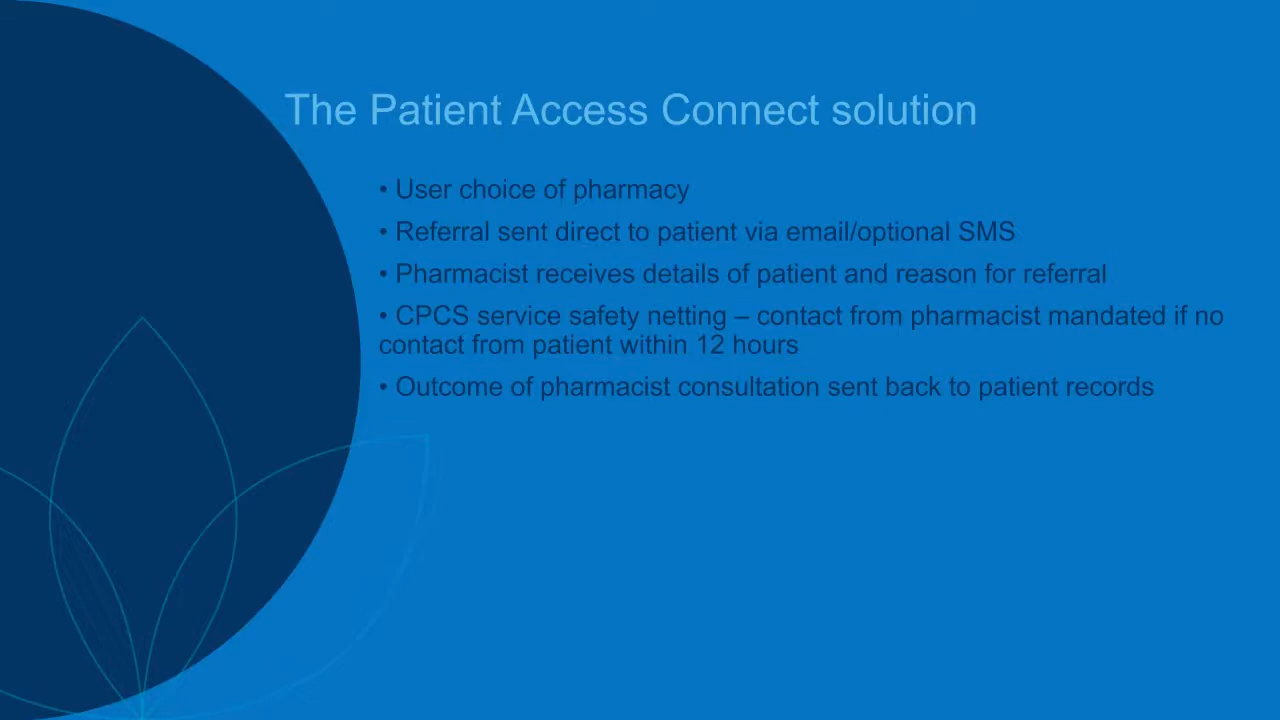 The Patient Access Connect solution
• User choice of pharmacy
• Referral sent direct to patient via email/optional SMS
• Pharmacist receives details of patient and reason for referral
• CPCS service safety netting – contact from pharmacist mandated if no
contact from patient within 12 hours
• Outcome of pharmacist consultation sent back to patient records